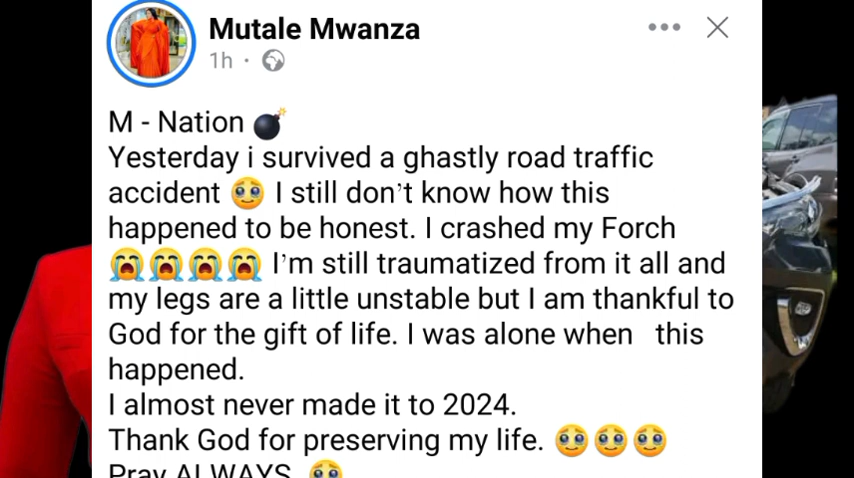 Mutale Mwanza
1h ·
M - Nation 💣
Yesterday i survived a ghastly road traffic
accident 🥹 I still don't know how this
happened to be honest. I crashed my Forch
😭😭😭😭 I'm still traumatized from it all and
my legs are a little unstable but I am thankful to
God for the gift of life. I was alone when this
happened.
I almost never made it to 2024.
Thank God for preserving my life. 🥹🥹🥹
Pray ALWAYS 🥹